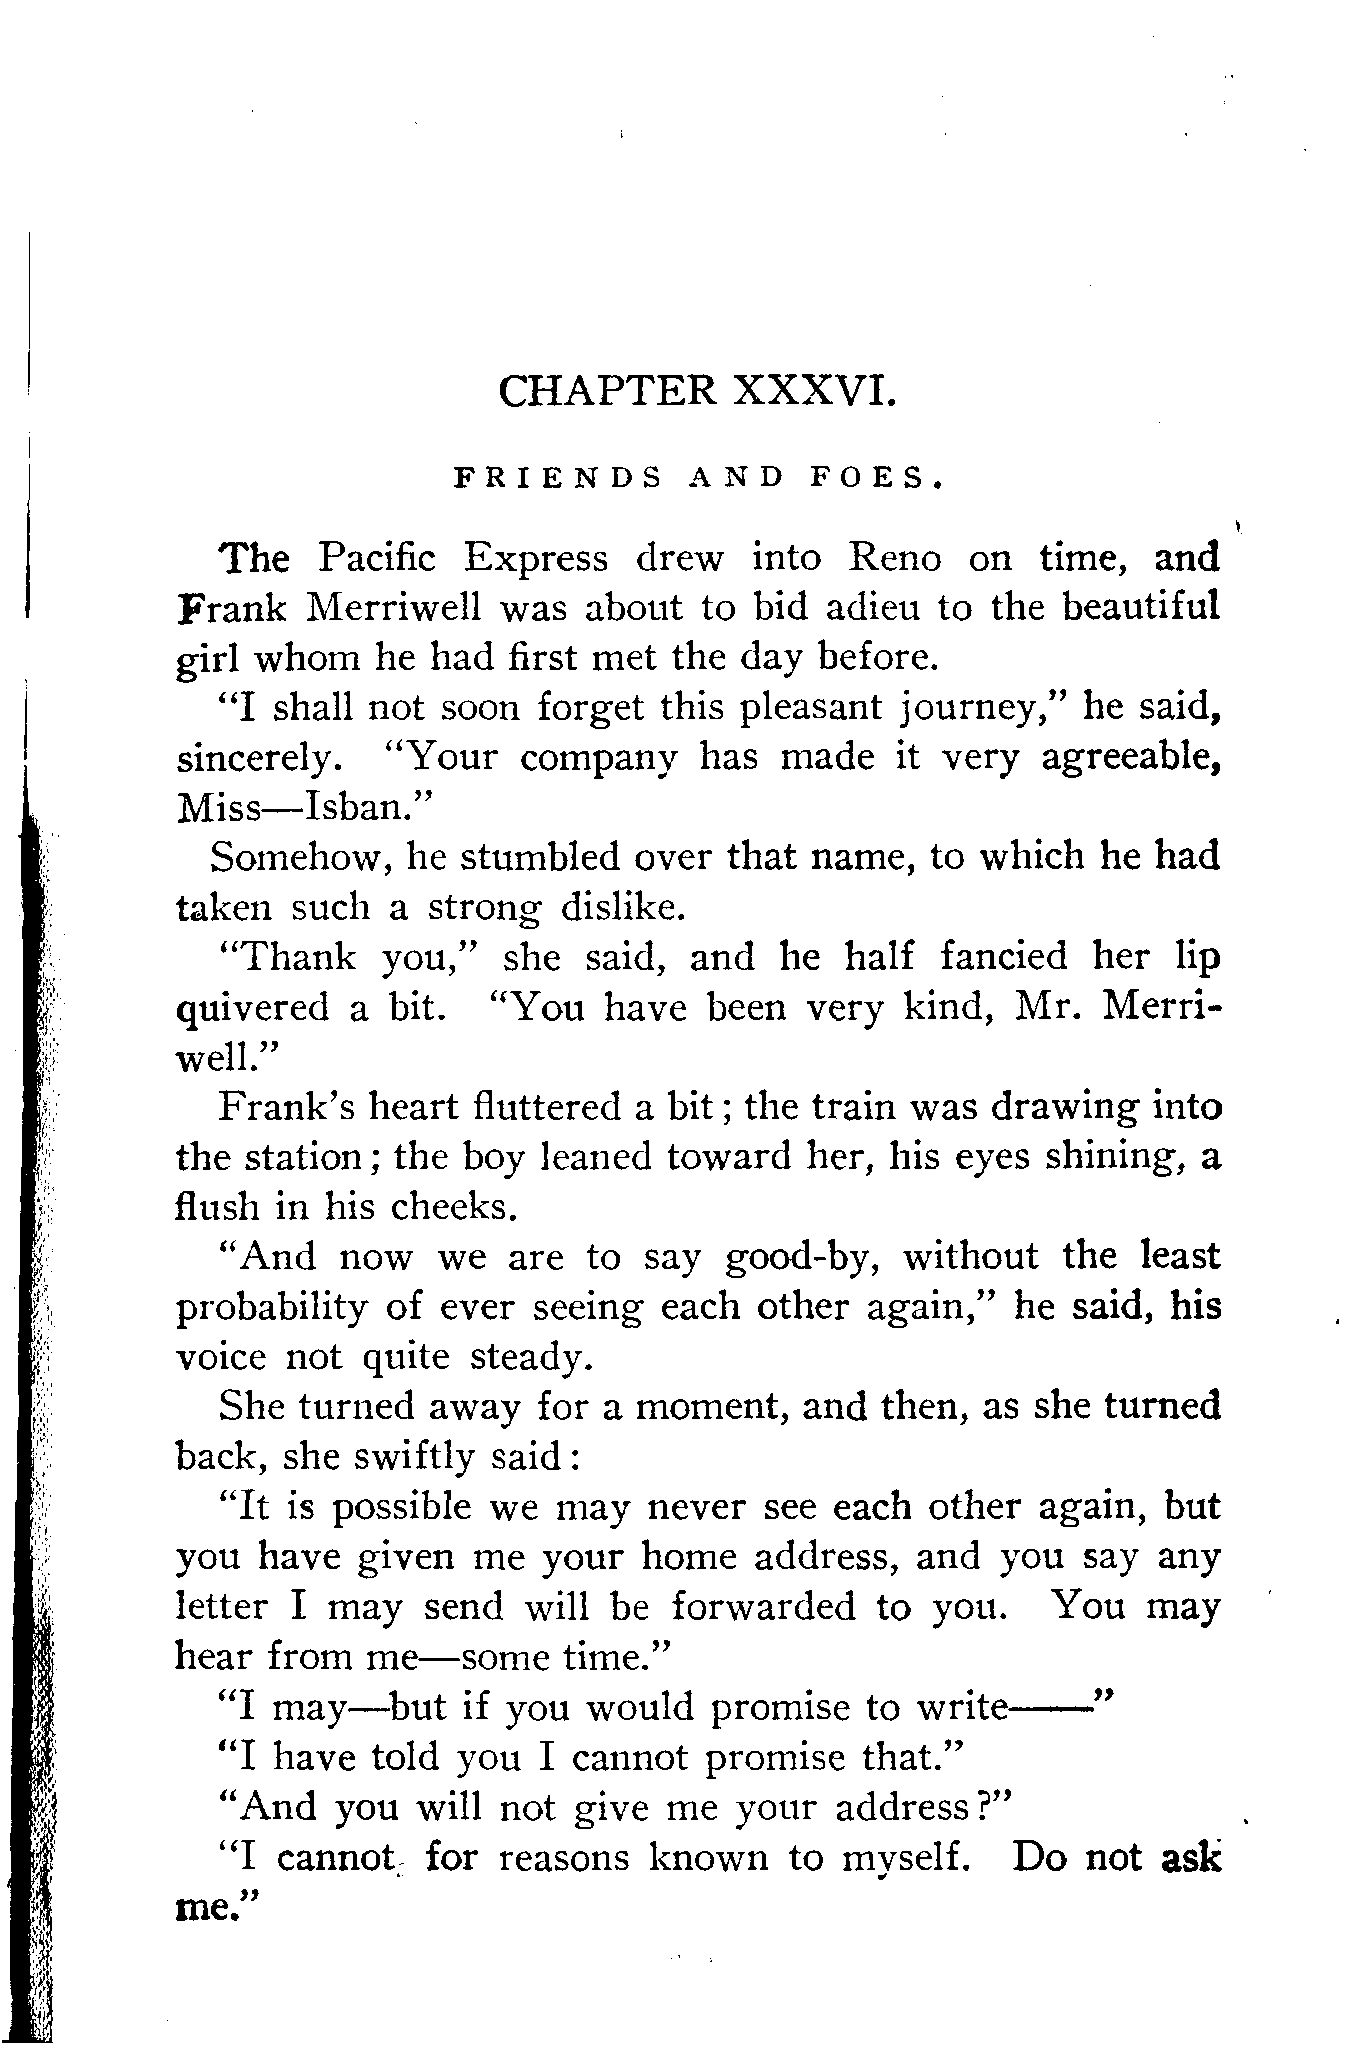 CHAPTER XXXVI.
FRIENDS AND FOES.
The Pacific Express drew into Reno on time, and
Frank Merriwell was about to bid adieu to the beautiful
girl whom he had first met the day before.
“I shall not soon forget this pleasant journey,” he said,
sincerely. “Your company has made it very agreeable,
Miss—Isban.”
Somehow, he stumbled over that name, to which he had
taken such a strong dislike.
“Thank you,” she said, and he half fancied her lip
quivered a bit. “You have been very kind, Mr. Merri-
well.”
Frank’s heart fluttered a bit; the train was drawing into
the station; the boy leaned toward her, his eyes shining, a
flush in his cheeks.
“And now we are to say good-by, without the least
probability of ever seeing each other again,” he said, his
voice not quite steady.
She turned away for a moment, and then, as she turned
back, she swiftly said:
“It is possible we may never see each other again, but
you have given me your home address, and you say any
letter I may send will be forwarded to you. You may
hear from me—some time.”
“I may—but if you would promise to write——”
“I have told you I cannot promise that.”
“And you will not give me your address?”
“I cannot, for reasons known to myself. Do not ask
me.”